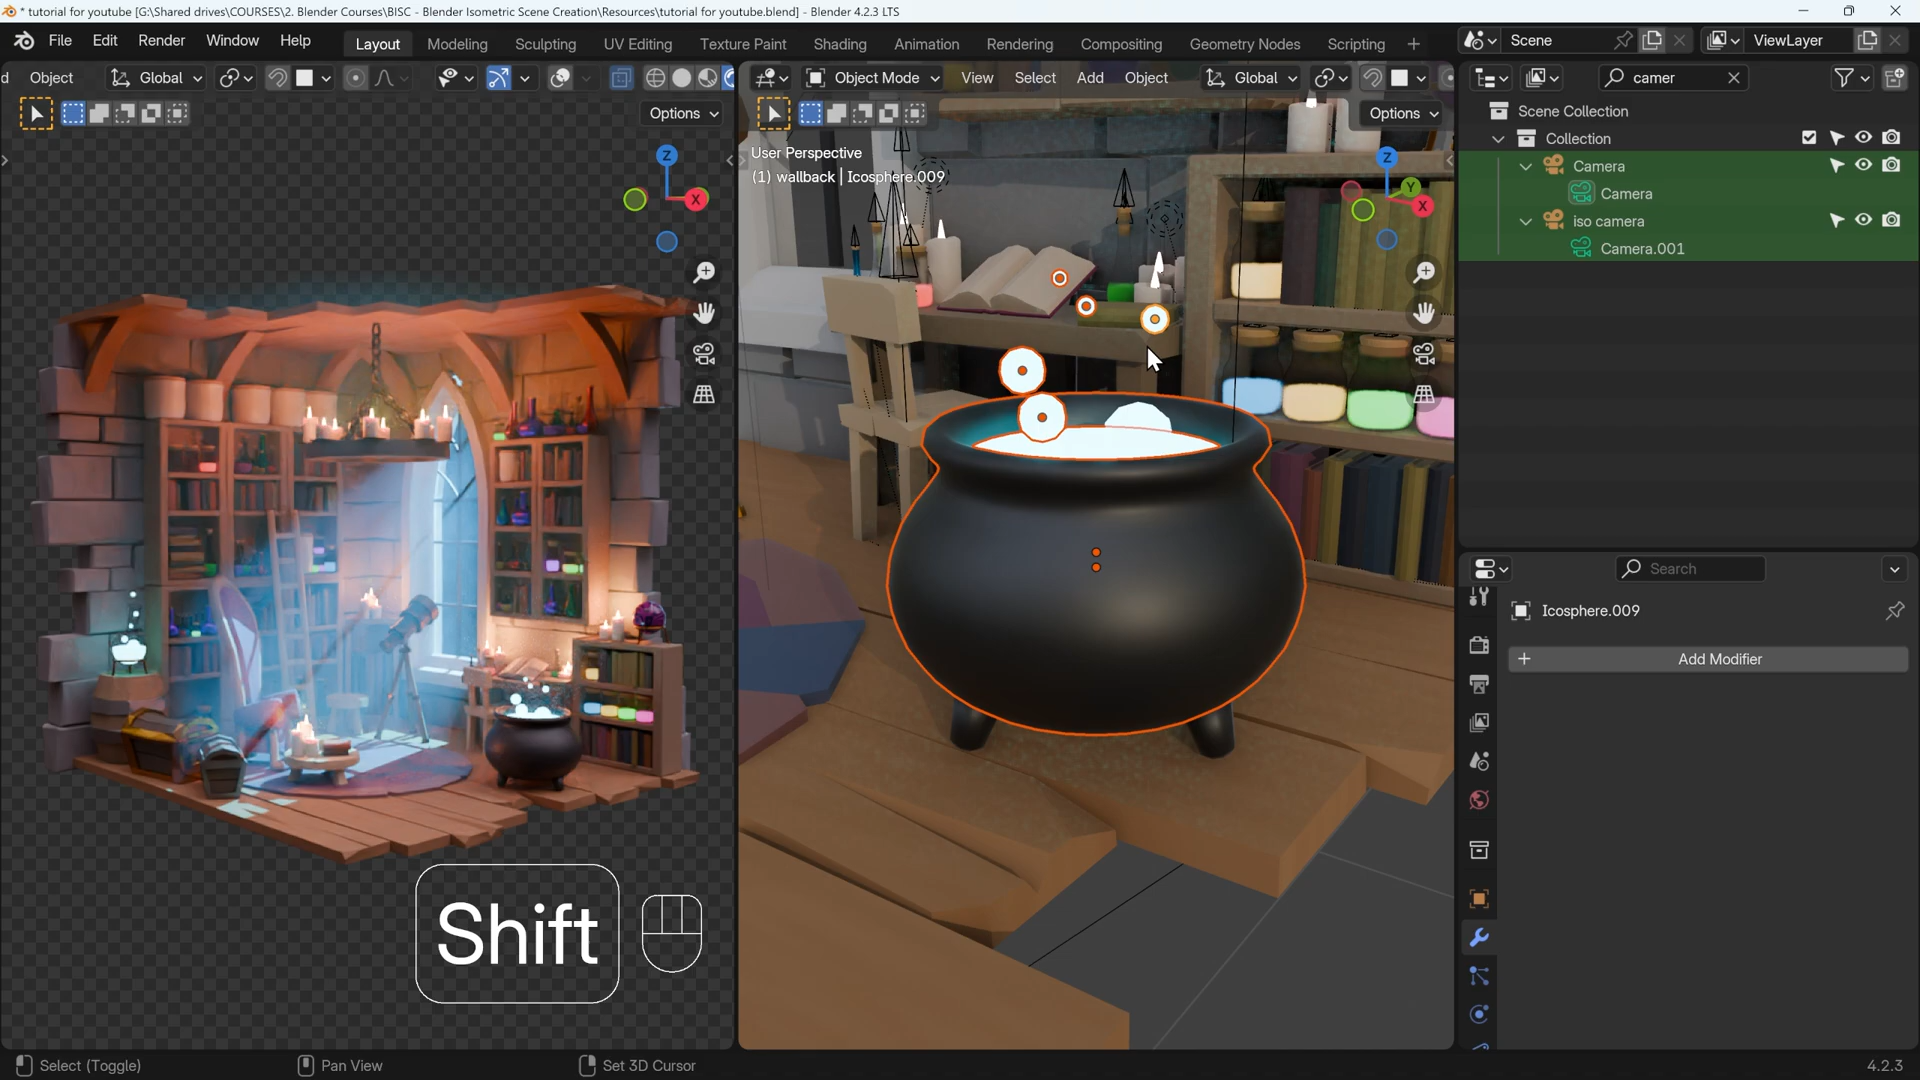 * tutorial for youtube [G:\Shared drives\COURSES\2. Blender Courses\BISC - Blender Isometric Scene Creation\Resources\tutorial for youtube.blend] - Blender 4.2.3 LTS
File Edit Render Window Help Layout Modeling Sculpting UV Editing Texture Paint Shading Animation Rendering Compositing Geometry Nodes Scripting + Scene ViewLayer
d Object Global Object Mode View Select Add Object Global camer
Options Options
Scene Collection
Collection
User Perspective
(1) wallback | Icosphere.009
Z X
Z Y X
Camera
Camera
iso camera
Camera.001
Search
Icosphere.009
+ Add Modifier
Shift
Select (Toggle) Pan View Set 3D Cursor 4.2.3